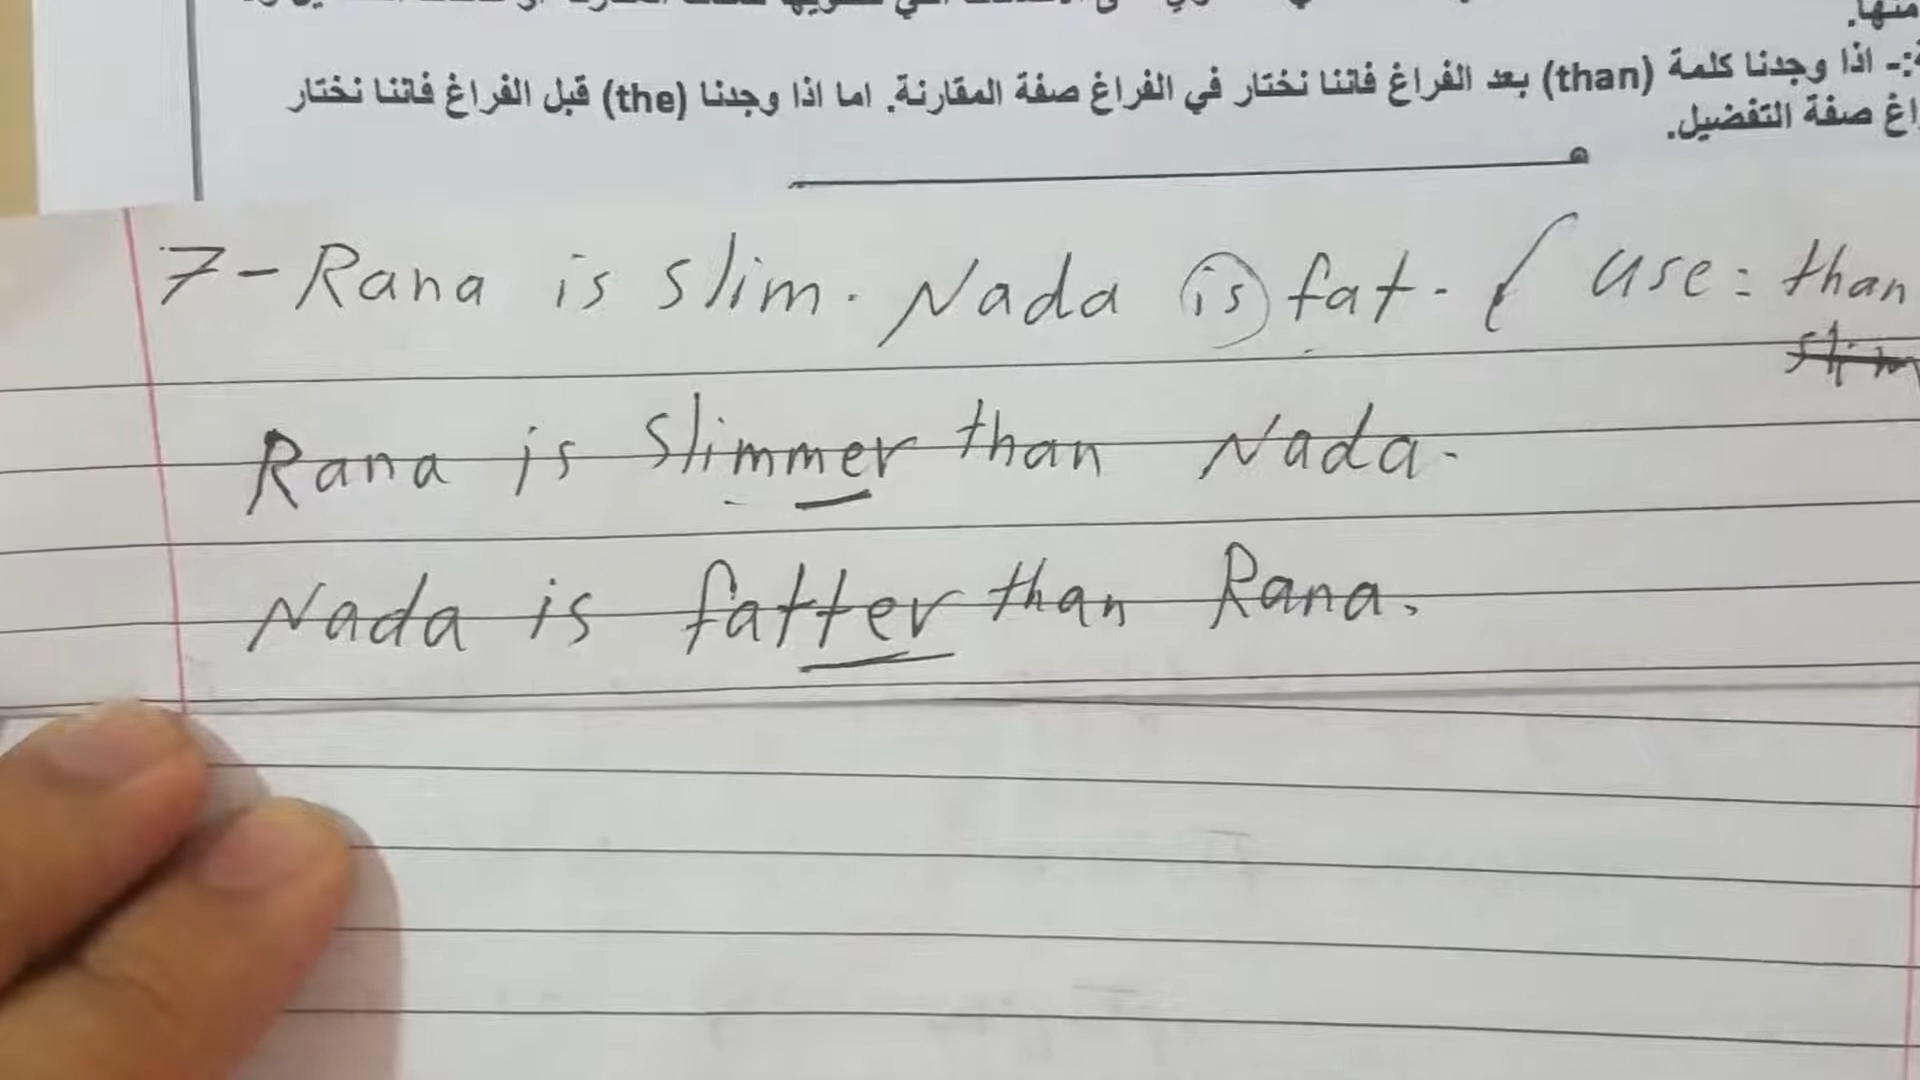 منها.
:- اذا وجدنا كلمة (than) بعد الفراغ فاننا نختار في الفراغ صفة المقارنة. اما اذا وجدنا (the) قبل الفراغ فاننا نختار
صفة التفضيل.
7- Rana is slim. Nada is fat. ( use: than
slim
Rana is slimmer than Nada.
Nada is fatter than Rana.